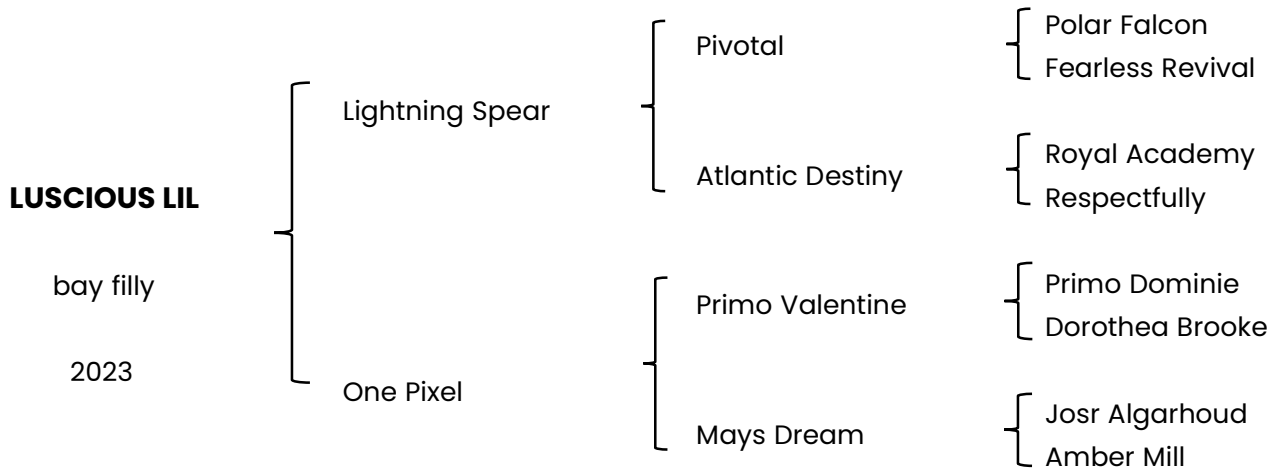 LUSCIOUS LIL
bay filly
2023
Lightning Spear
One Pixel
Pivotal
Atlantic Destiny
Primo Valentine
Mays Dream
Polar Falcon
Fearless Revival
Royal Academy
Respectfully
Primo Dominie
Dorothea Brooke
Josr Algarhoud
Amber Mill